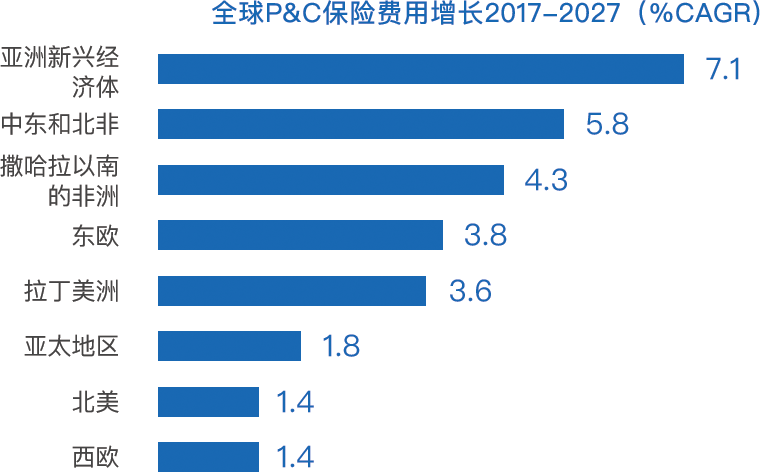 全球P&C保险费用增长2017–2027（%CAGR）
亚洲新兴经
济体
7.1
中东和北非
5.8
撒哈拉以南
的非洲
4.3
东欧
3.8
拉丁美洲
3.6
亚太地区
1.8
北美
1.4
西欧
1.4